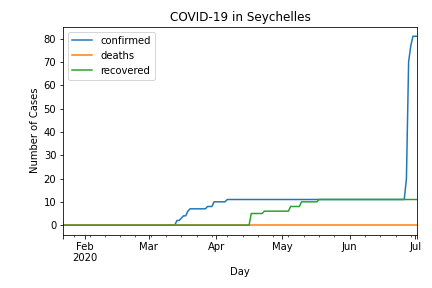 COVID-19 in Seychelles
confirmed
deaths
recovered
Number of Cases
80
70
60
50
40
30
20
10
0
Feb Mar Apr May Jun Jul
2020
Day